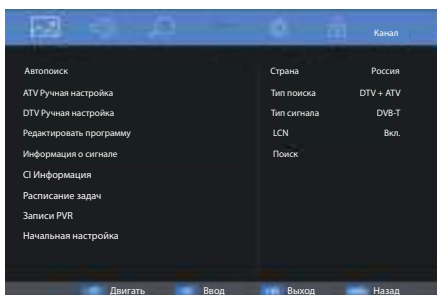 Канал
Автопоиск
ATV Ручная настройка
DTV Ручная настройка
Редактировать программу
Информация о сигнале
CI Информация
Расписание задач
Записи PVR
Начальная настройка
Страна Россия
Тип поиска DTV + ATV
Тип сигнала DVB-T
LCN Вкл.
Поиск
Двигать Ввод Выход Назад